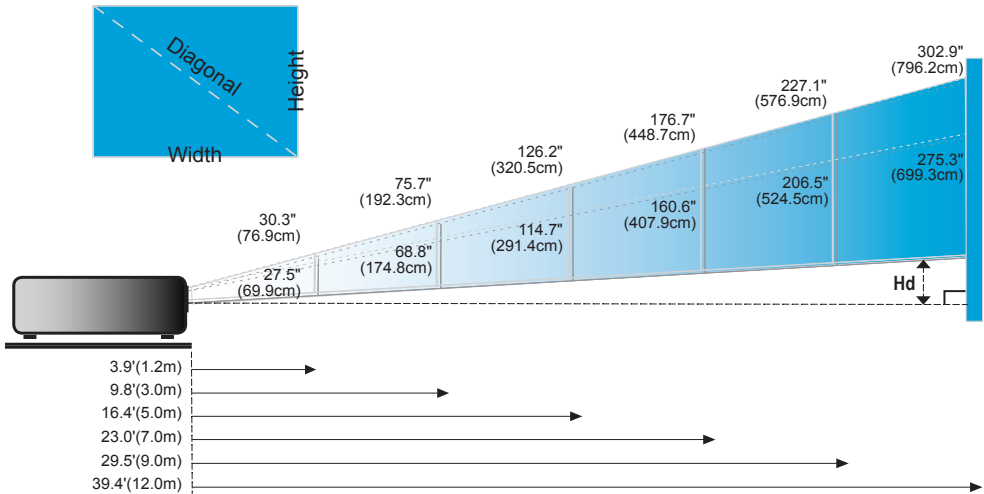 Diagonal
Height
Width
302.9"
(796.2cm)
227.1"
(576.9cm)
176.7"
(448.7cm)
126.2"
(320.5cm)
75.7"
(192.3cm)
30.3"
(76.9cm)
275.3"
(699.3cm)
206.5"
(524.5cm)
160.6"
(407.9cm)
114.7"
(291.4cm)
68.8"
(174.8cm)
27.5"
(69.9cm)
Hd
3.9'(1.2m)
9.8'(3.0m)
16.4'(5.0m)
23.0'(7.0m)
29.5'(9.0m)
39.4'(12.0m)